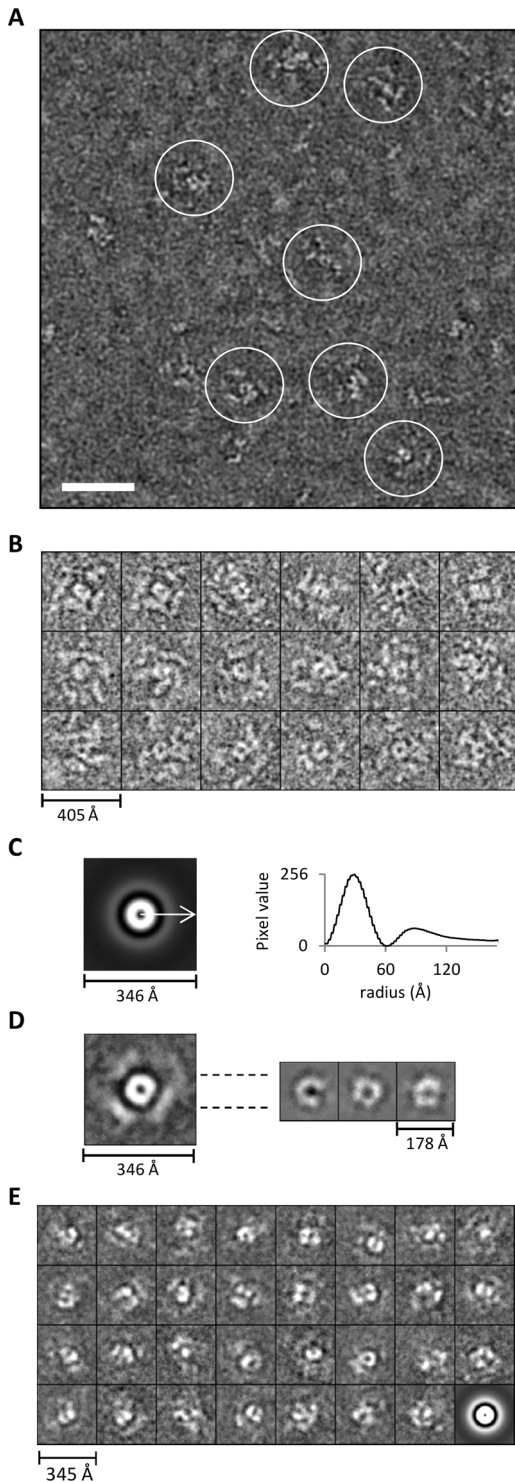 A
B
405 Å
C
346 Å
Pixel value
256
0
0
60
120
radius (Å)
D
346 Å
178 Å
E
345 Å